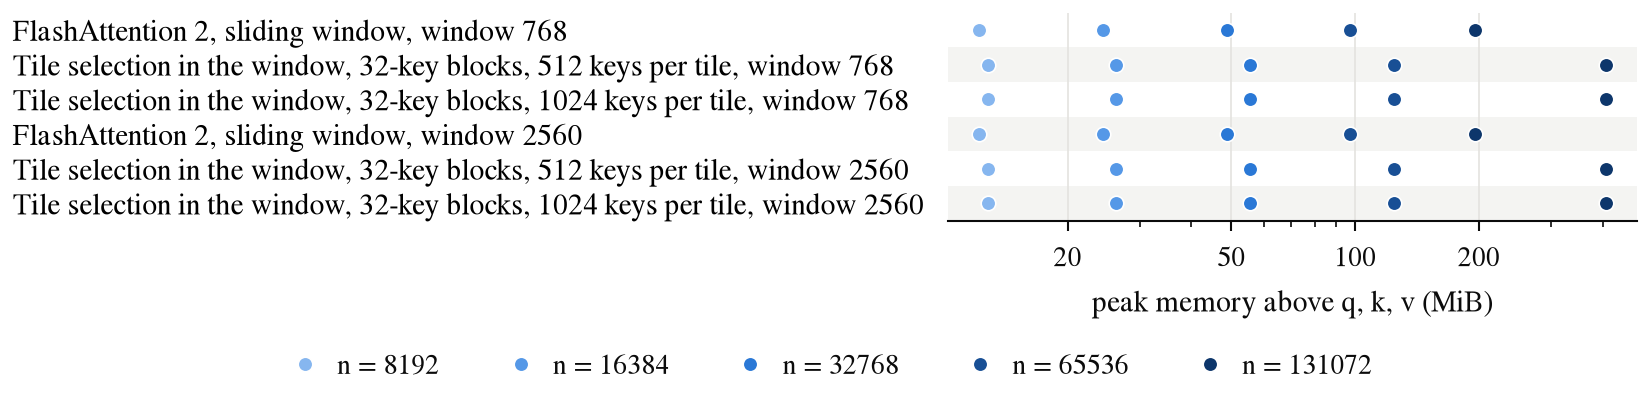 FlashAttention 2, sliding window, window 768
Tile selection in the window, 32-key blocks, 512 keys per tile, window 768
Tile selection in the window, 32-key blocks, 1024 keys per tile, window 768
FlashAttention 2, sliding window, window 2560
Tile selection in the window, 32-key blocks, 512 keys per tile, window 2560
Tile selection in the window, 32-key blocks, 1024 keys per tile, window 2560
20 50 100 200
peak memory above q, k, v (MiB)
n = 8192 n = 16384 n = 32768 n = 65536 n = 131072